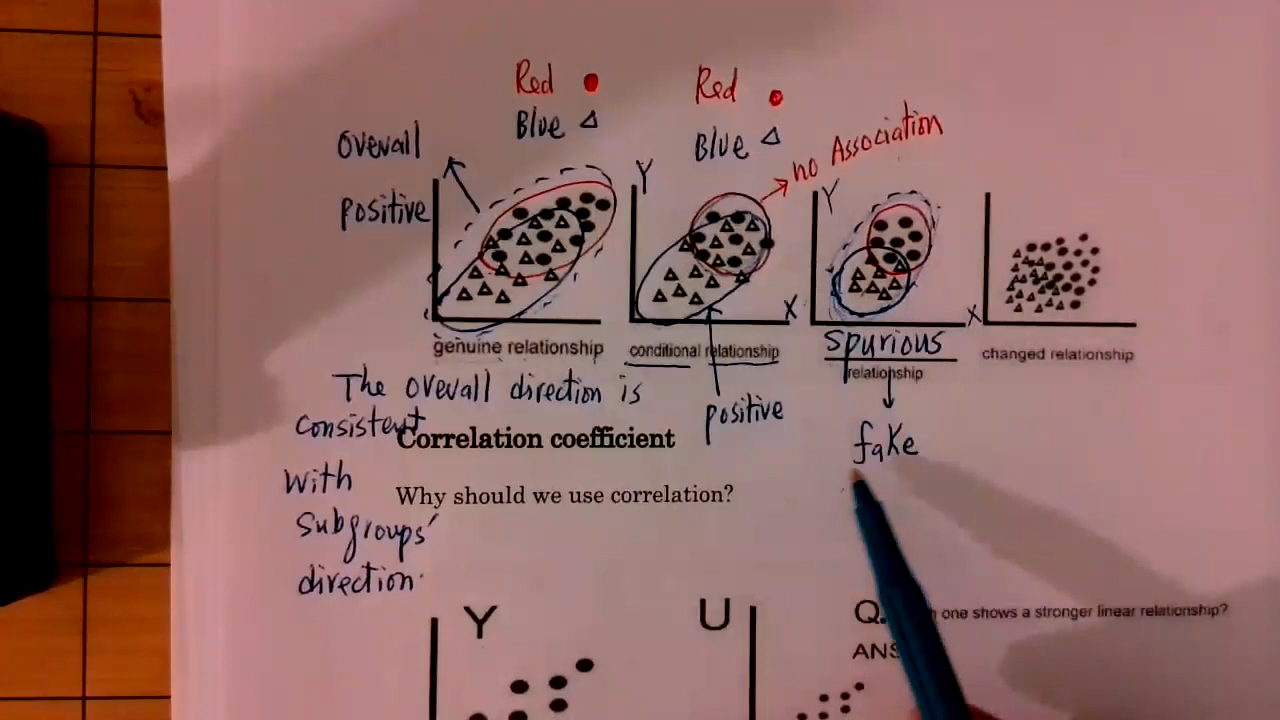 Red
Blue
Red
Blue
Overall
positive
no Association
Y
X
Y
X
genuine relationship
conditional relationship
spurious
relationship
changed relationship
positive
fake
The overall direction is
consistent
with
subgroups'
direction.
Correlation coefficient
Why should we use correlation?
Y
U
Q.
one shows a stronger linear relationship?
ANS